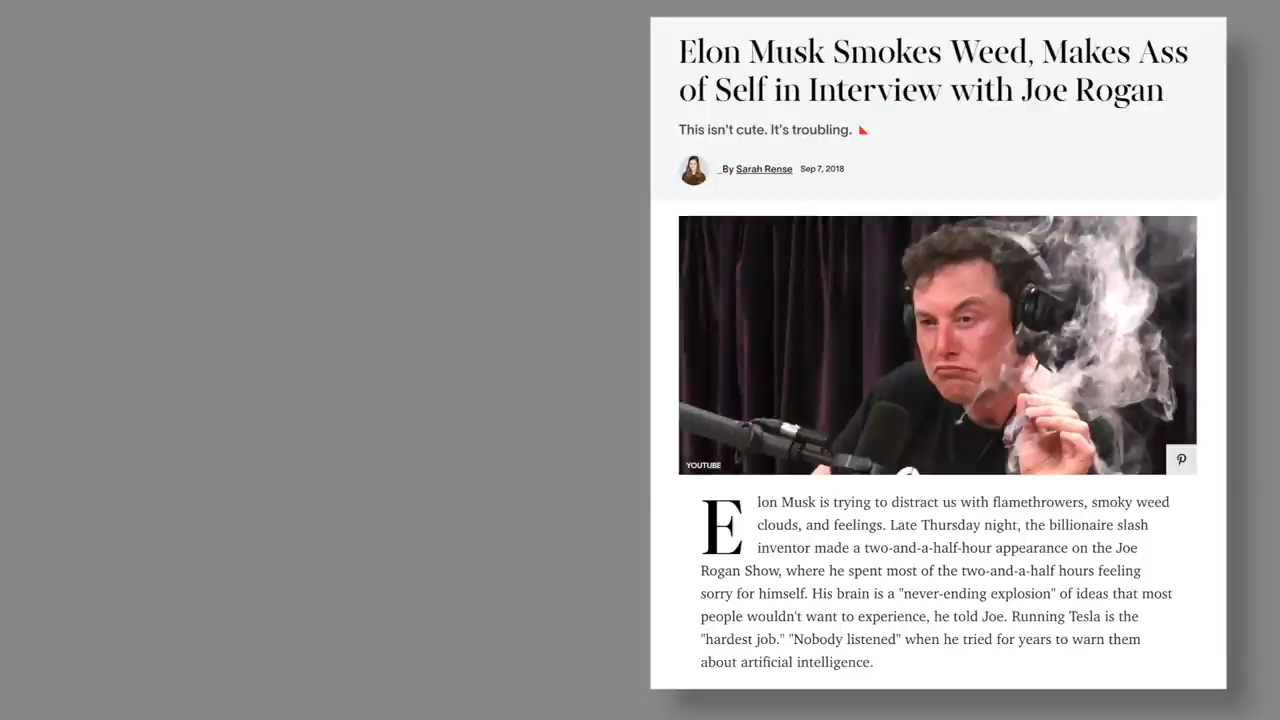 Elon Musk Smokes Weed, Makes Ass
of Self in Interview with Joe Rogan
This isn't cute. It's troubling.
_By Sarah Rense Sep 7, 2018
YOUTUBE
Elon Musk is trying to distract us with flamethrowers, smoky weed
clouds, and feelings. Late Thursday night, the billionaire slash
inventor made a two-and-a-half-hour appearance on the Joe
Rogan Show, where he spent most of the two-and-a-half hours feeling
sorry for himself. His brain is a "never-ending explosion" of ideas that most
people wouldn't want to experience, he told Joe. Running Tesla is the
"hardest job." "Nobody listened" when he tried for years to warn them
about artificial intelligence.